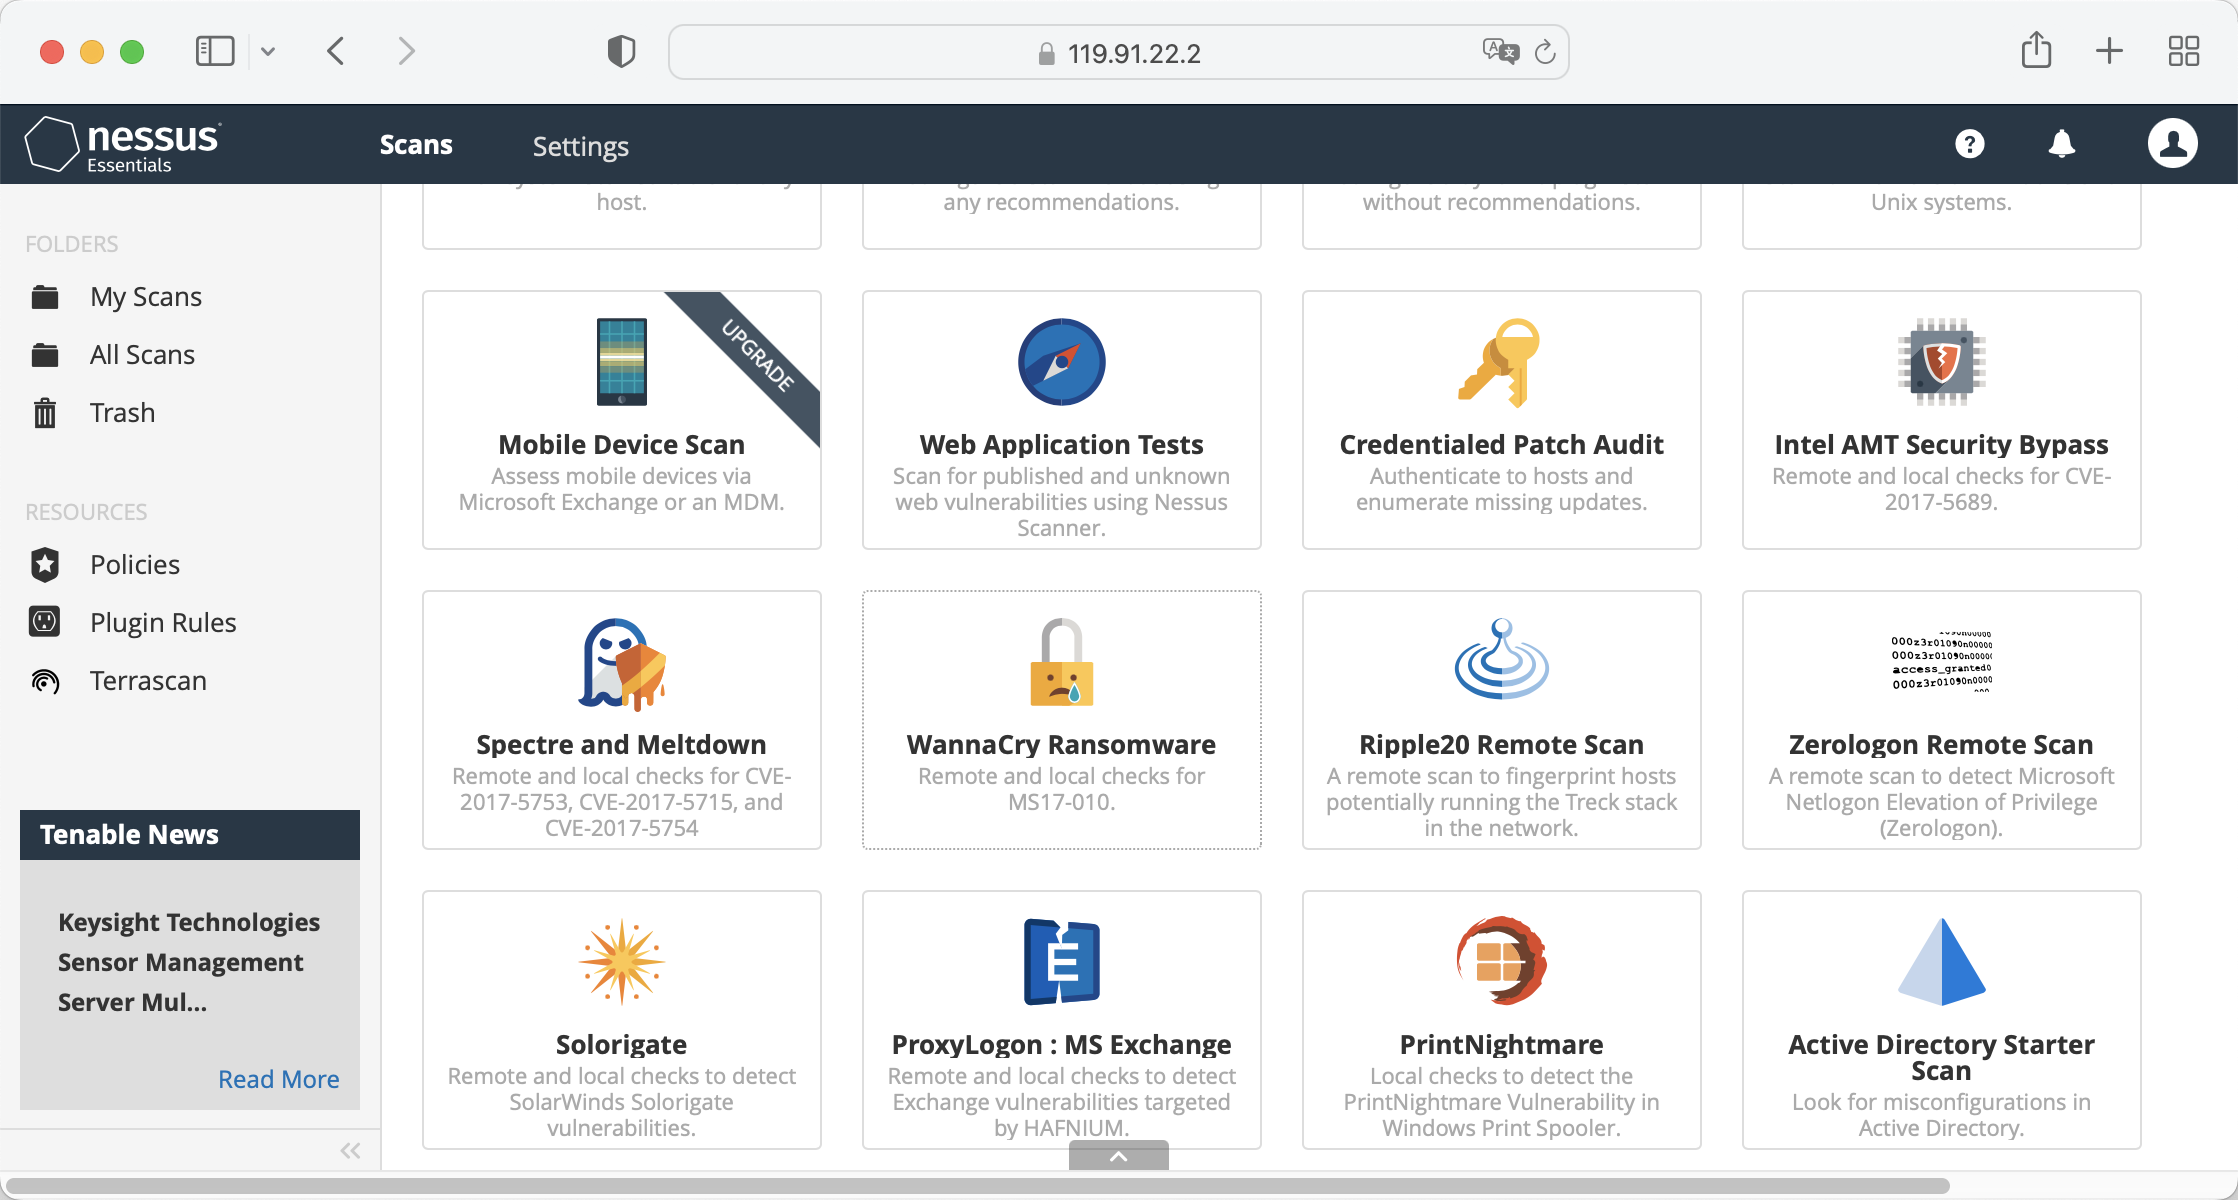 119.91.22.2
nessus
Essentials
Scans
Settings
?
FOLDERS
My Scans
All Scans
Trash
RESOURCES
Policies
Plugin Rules
Terrascan
Tenable News
Keysight Technologies
Sensor Management
Server Mul...
Read More
host.
any recommendations.
without recommendations.
Unix systems.
UPGRADE
Mobile Device Scan
Assess mobile devices via
Microsoft Exchange or an MDM.
Web Application Tests
Scan for published and unknown
web vulnerabilities using Nessus
Scanner.
Credentialed Patch Audit
Authenticate to hosts and
enumerate missing updates.
Intel AMT Security Bypass
Remote and local checks for CVE-
2017-5689.
Spectre and Meltdown
Remote and local checks for CVE-
2017-5753, CVE-2017-5715, and
CVE-2017-5754
WannaCry Ransomware
Remote and local checks for
MS17-010.
Ripple20 Remote Scan
A remote scan to fingerprint hosts
potentially running the Treck stack
in the network.
000z3r01090n00000
000z3r01090n00000
access_granted0
000z3r01090n0000
Zerologon Remote Scan
A remote scan to detect Microsoft
Netlogon Elevation of Privilege
(Zerologon).
Solorigate
Remote and local checks to detect
SolarWinds Solorigate
vulnerabilities.
E
ProxyLogon : MS Exchange
Remote and local checks to detect
Exchange vulnerabilities targeted
by HAFNIUM.
PrintNightmare
Local checks to detect the
PrintNightmare Vulnerability in
Windows Print Spooler.
Active Directory Starter
Scan
Look for misconfigurations in
Active Directory.